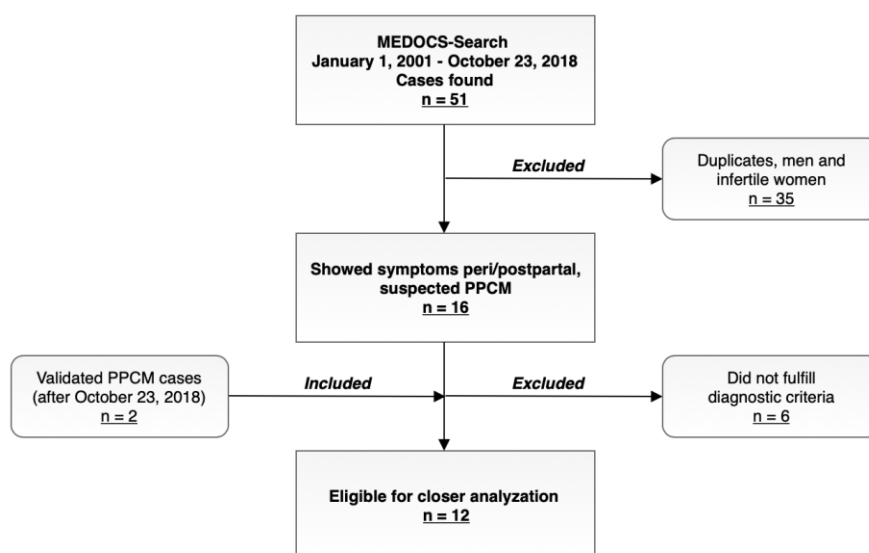 MEDOCS-Search
January 1, 2001 - October 23, 2018
Cases found
n = 51
Excluded
Duplicates, men and
infertile women
n = 35
Showed symptoms peri/postpartal,
suspected PPCM
n = 16
Validated PPCM cases
(after October 23, 2018)
n = 2
Included
Excluded
Did not fulfill
diagnostic criteria
n = 6
Eligible for closer analyzation
n = 12